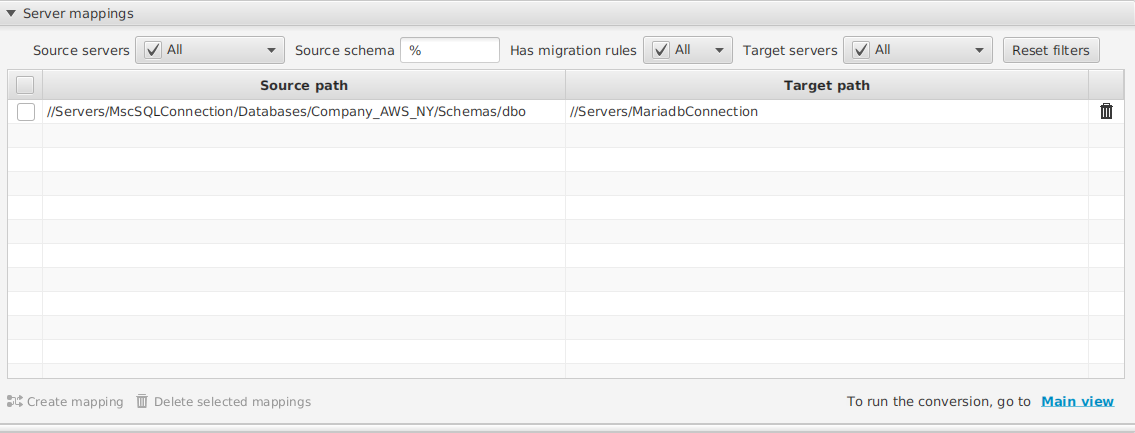 Server mappings
Source servers All Source schema % Has migration rules All Target servers All Reset filters
Source path Target path
//Servers/MscSQLConnection/Databases/Company_AWS_NY/Schemas/dbo //Servers/MariadbConnection
Create mapping Delete selected mappings To run the conversion, go to Main view